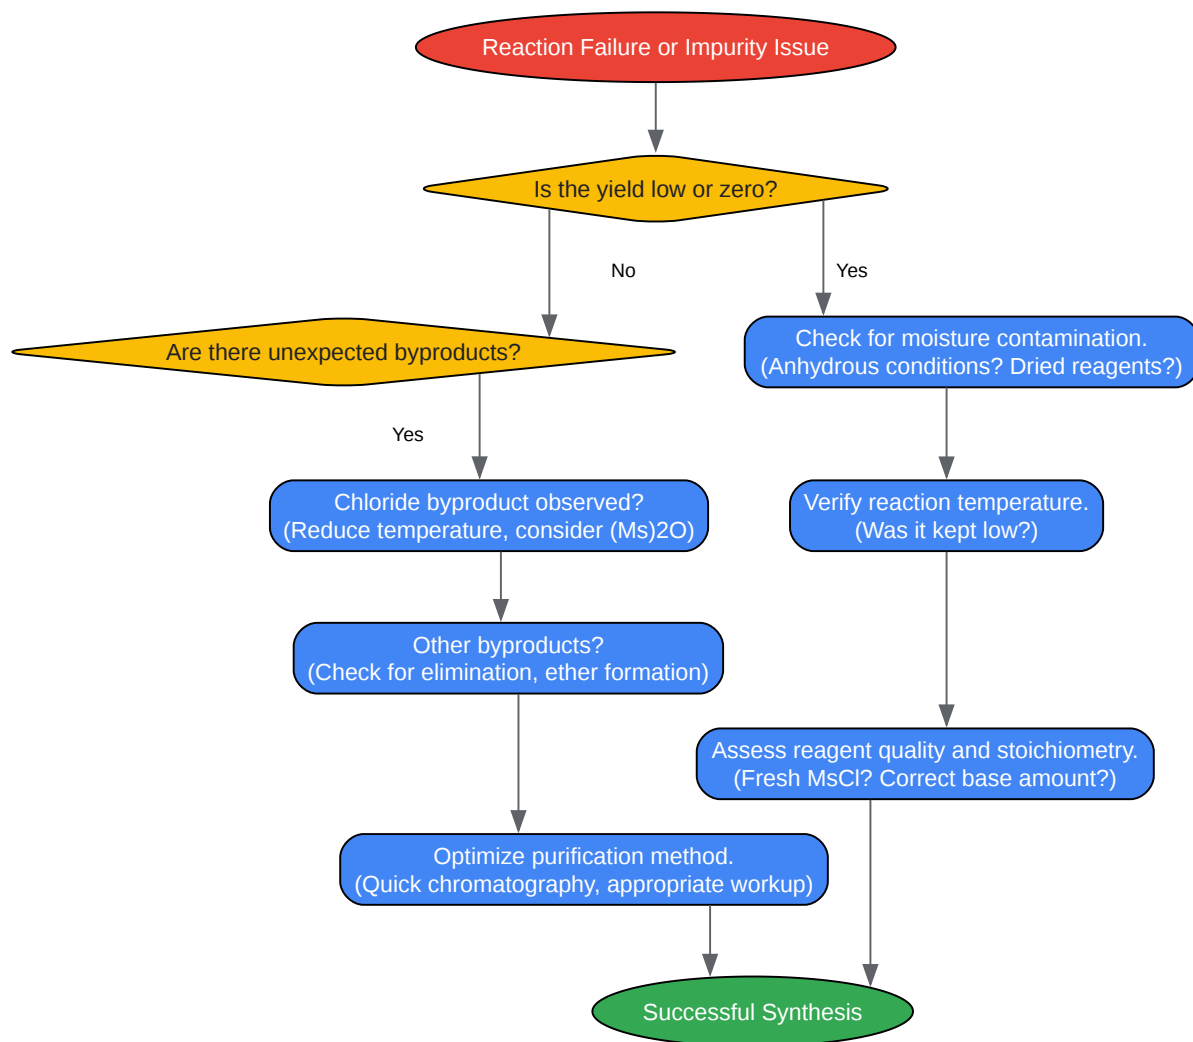 Reaction Failure or Impurity Issue
Is the yield low or zero?
No
Yes
Are there unexpected byproducts?
Check for moisture contamination.
(Anhydrous conditions? Dried reagents?)
Yes
Chloride byproduct observed?
(Reduce temperature, consider (Ms)2O)
Verify reaction temperature.
(Was it kept low?)
Other byproducts?
(Check for elimination, ether formation)
Assess reagent quality and stoichiometry.
(Fresh MsCl? Correct base amount?)
Optimize purification method.
(Quick chromatography, appropriate workup)
Successful Synthesis